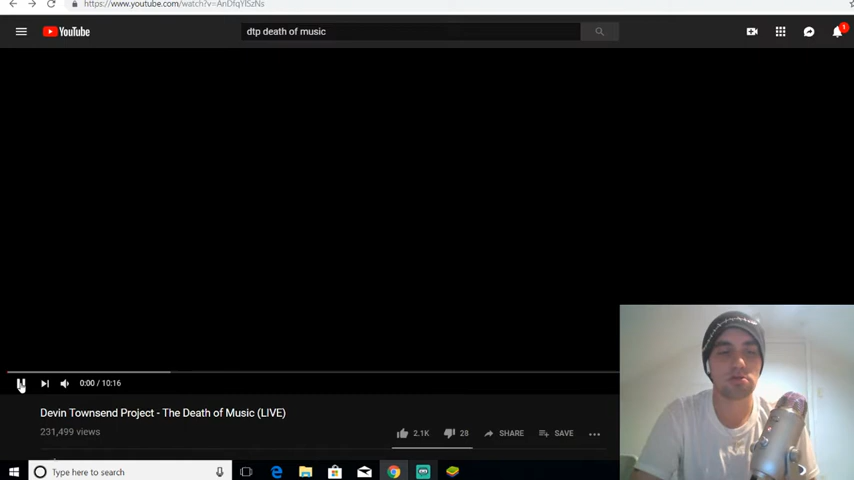 https://www.youtube.com/watch?v=AnDfqYlSzNs
YouTube
dtp death of music
1
0:00 / 10:16
Devin Townsend Project - The Death of Music (LIVE)
231,499 views
2.1K
28
SHARE
SAVE
Type here to search